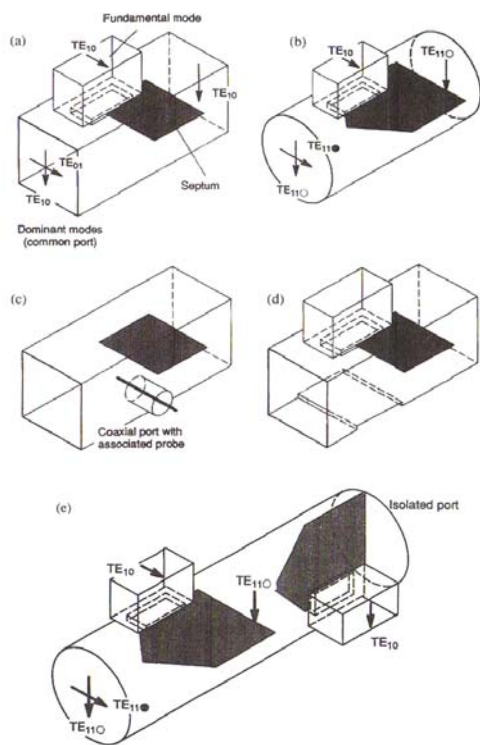 (a)
Fundamental mode
TE10
TE10
TE01
TE10
Septum
Dominant modes
(common port)
(b)
TE10
TE11○
TE11●
TE11○
(c)
Coaxial port with
associated probe
(d)
(e)
Isolated port
TE10
TE11○
TE10
TE11●
TE11○